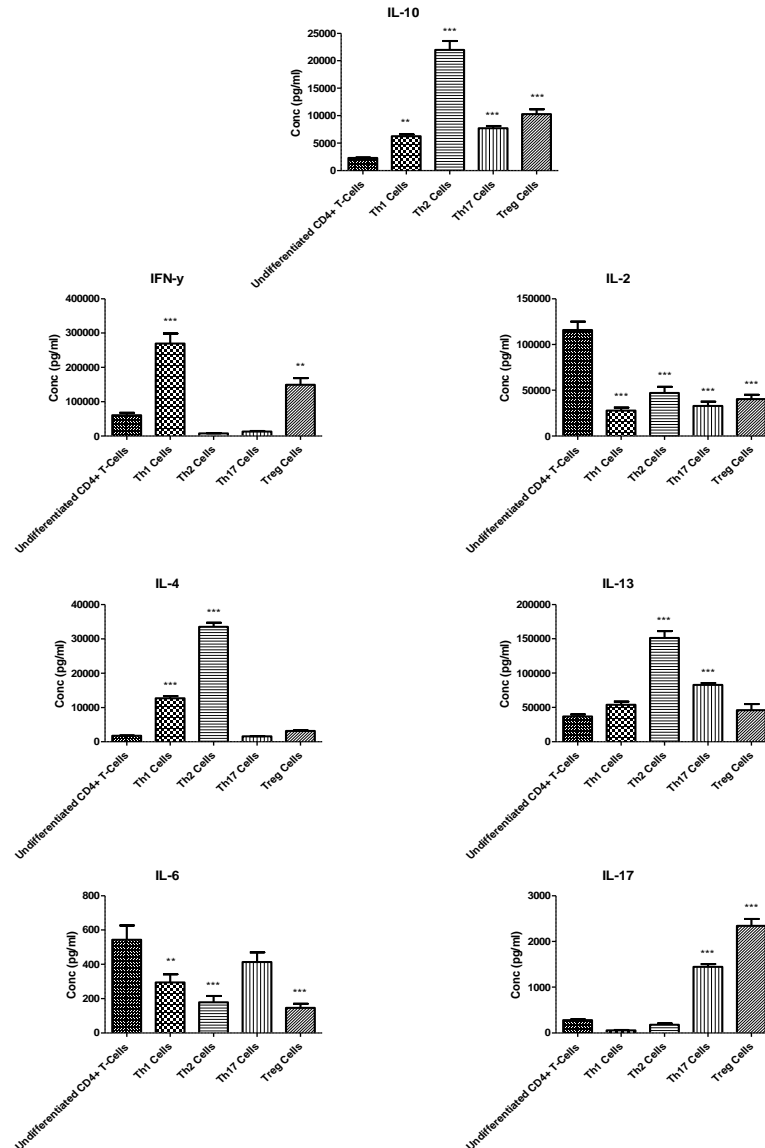 IL-10
Conc (pg/ml)
25000
20000
15000
10000
5000
0
**
***
***
***
Undifferentiated CD4+ T-Cells
Th1 Cells
Th2 Cells
Th17 Cells
Treg Cells
IFN-y
Conc (pg/ml)
400000
300000
200000
100000
0
***
**
Undifferentiated CD4+ T-Cells
Th1 Cells
Th2 Cells
Th17 Cells
Treg Cells
IL-2
Conc (pg/ml)
150000
100000
50000
0
***
***
***
***
Undifferentiated CD4+ T-Cells
Th1 Cells
Th2 Cells
Th17 Cells
Treg Cells
IL-4
Conc (pg/ml)
40000
30000
20000
10000
0
***
***
Undifferentiated CD4+ T-Cells
Th1 Cells
Th2 Cells
Th17 Cells
Treg Cells
IL-13
Conc (pg/ml)
200000
150000
100000
50000
0
***
***
Undifferentiated CD4+ T-Cells
Th1 Cells
Th2 Cells
Th17 Cells
Treg Cells
IL-6
Conc (pg/ml)
800
600
400
200
0
**
***
***
Undifferentiated CD4+ T-Cells
Th1 Cells
Th2 Cells
Th17 Cells
Treg Cells
IL-17
Conc (pg/ml)
3000
2000
1000
0
***
***
Undifferentiated CD4+ T-Cells
Th1 Cells
Th2 Cells
Th17 Cells
Treg Cells